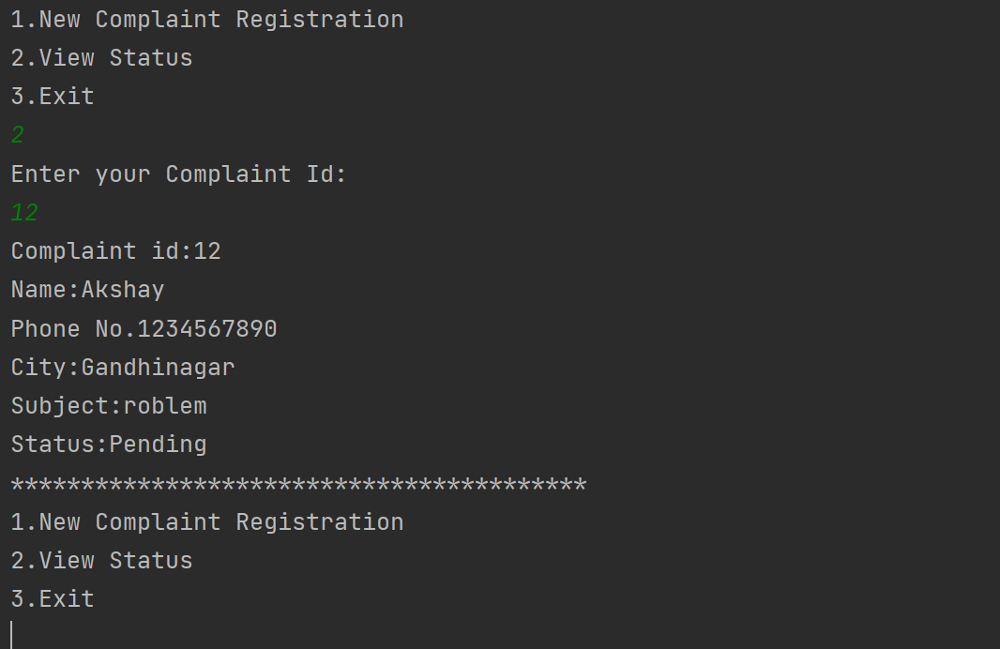 1.New Complaint Registration
2.View Status
3.Exit
2
Enter your Complaint Id:
12
Complaint id:12
Name:Akshay
Phone No.1234567890
City:Gandhinagar
Subject:roblem
Status:Pending
*****************************************
1.New Complaint Registration
2.View Status
3.Exit